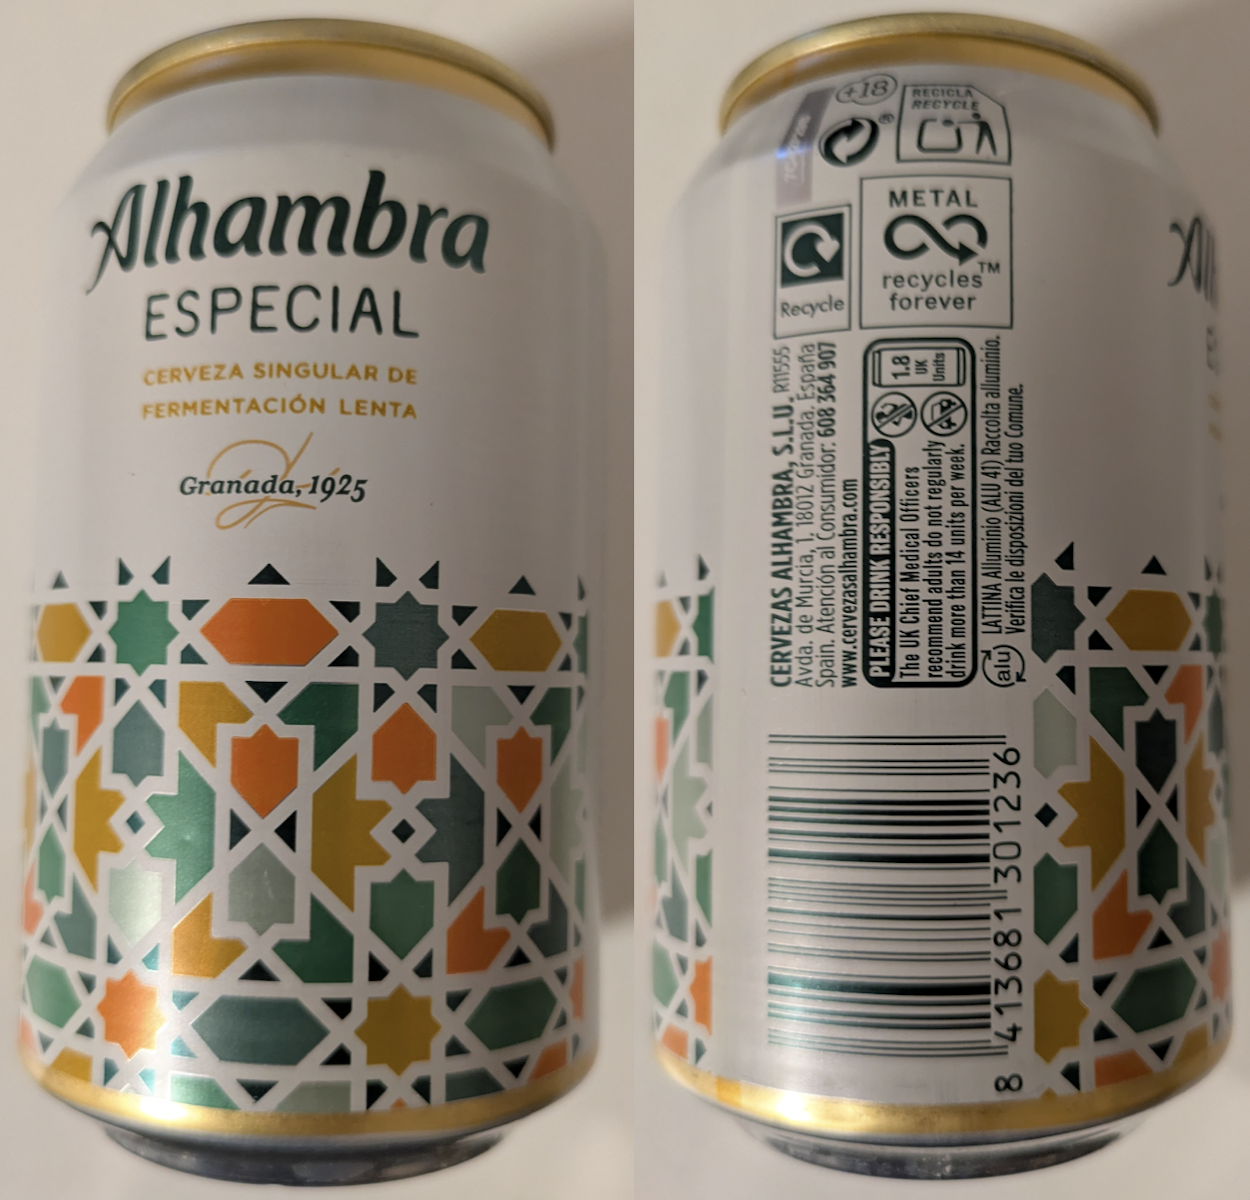 Alhambra
ESPECIAL
CERVEZA SINGULAR DE
FERMENTACIÓN LENTA
Granada, 1925
+18
RECICLA
RECYCLE
®
METAL
recycles™
forever
Recycle
CERVEZAS ALHAMBRA, S.L.U. R11555
Avda. de Murcia, 1. 18012 Granada. España
Spain. Atención al Consumidor: 608 364 907
www.cervezasalhambra.com
PLEASE DRINK RESPONSIBLY
The UK Chief Medical Officers
recommend adults do not regularly
drink more than 14 units per week.
1.8
UK
Units
alu
LATTINA Alluminio (ALU 41) Raccolta alluminio.
Verifica le disposizioni del tuo Comune.
8 413681 301236